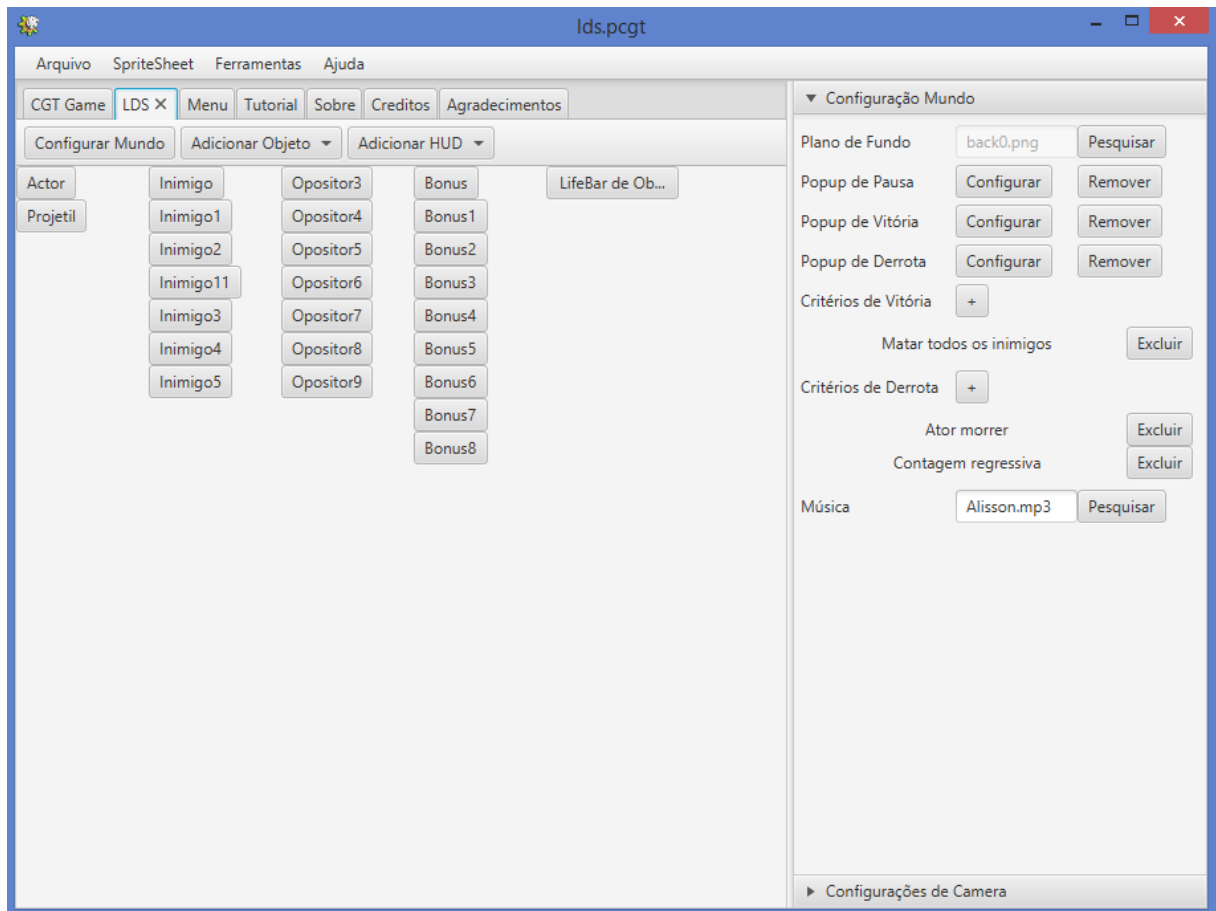 lds.pcgt
Arquivo SpriteSheet Ferramentas Ajuda
CGT Game LDS Menu Tutorial Sobre Creditos Agradecimentos
Configurar Mundo Adicionar Objeto Adicionar HUD
Actor Inimigo Opositor3 Bonus LifeBar de Ob...
Projetil Inimigo1 Opositor4 Bonus1
Inimigo2 Opositor5 Bonus2
Inimigo11 Opositor6 Bonus3
Inimigo3 Opositor7 Bonus4
Inimigo4 Opositor8 Bonus5
Inimigo5 Opositor9 Bonus6
Bonus7
Bonus8
Configuração Mundo
Plano de Fundo back0.png Pesquisar
Popup de Pausa Configurar Remover
Popup de Vitória Configurar Remover
Popup de Derrota Configurar Remover
Critérios de Vitória +
Matar todos os inimigos Excluir
Critérios de Derrota +
Ator morrer Excluir
Contagem regressiva Excluir
Música Alisson.mp3 Pesquisar
Configurações de Camera